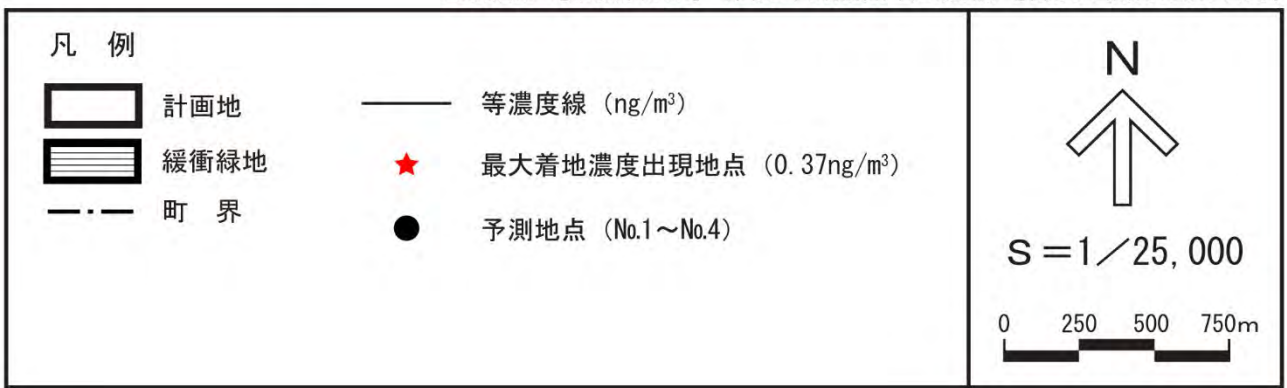 凡 例
計画地
緩衝緑地
町 界
等濃度線 (ng/m³)
最大着地濃度出現地点 (0.37ng/m³)
予測地点 (No.1～No.4)
N
S=1／25,000
0 250 500 750m